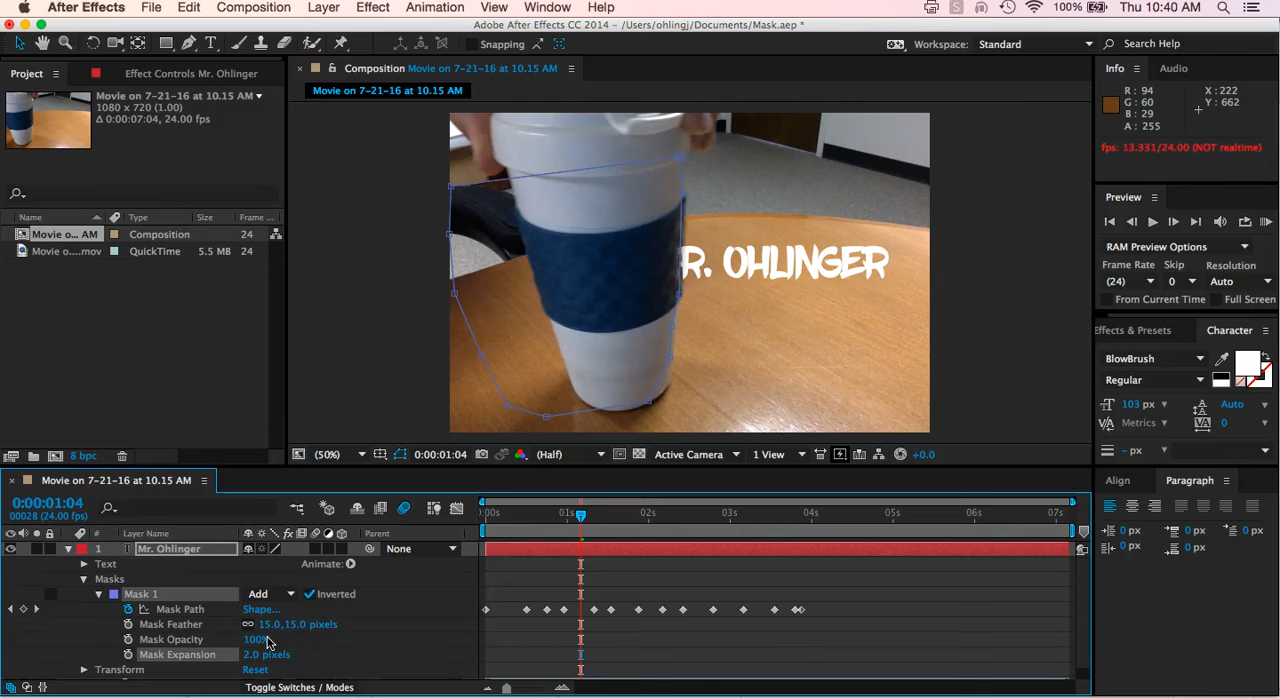 After Effects File Edit Composition Layer Effect Animation View Window Help 100% Thu 10:40 AM
Adobe After Effects CC 2014 - /Users/ohlingj/Documents/Mask.aep *
Snapping Workspace: Standard Search Help
Project Effect Controls Mr. Ohlinger
Movie on 7-21-16 at 10.15 AM
1080 x 720 (1.00)
Δ 0:00:07:04, 24.00 fps
Name Type Size Frame ...
Movie o... AM Composition 24
Movie o....mov QuickTime 5.5 MB 24
8 bpc
Composition Movie on 7-21-16 at 10.15 AM
Movie on 7-21-16 at 10.15 AM
R. OHLINGER
(50%) 0:00:01:04 (Half) Active Camera 1 View +0.0
Info Audio
R : 94 X : 222
G : 60 Y : 662
B : 29
A : 255
fps: 13.331/24.00 (NOT realtime)
Preview
RAM Preview Options
Frame Rate Skip Resolution
(24) 0 Auto
From Current Time Full Screen
Effects & Presets Character
BlowBrush
Regular
103 px Auto
Metrics 0
- px
Align Paragraph
0 px 0 px 0 px
0 px 0 px
Movie on 7-21-16 at 10.15 AM
0:00:01:04
00028 (24.00 fps)
:00s 01s 02s 03s 04s 05s 06s 07s
# Layer Name fx Parent
1 T Mr. Ohlinger None
Text Animate:
Masks
Mask 1 Add Inverted
Mask Path Shape...
Mask Feather 15.0,15.0 pixels
Mask Opacity 100%
Mask Expansion 2.0 pixels
Transform Reset
Toggle Switches / Modes